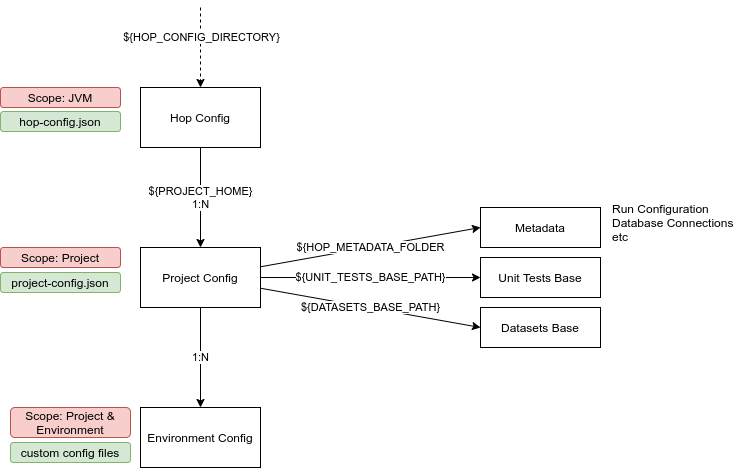 ${HOP_CONFIG_DIRECTORY}
Scope: JVM
hop-config.json
Hop Config
${PROJECT_HOME}
1:N
Scope: Project
project-config.json
Project Config
${HOP_METADATA_FOLDER
${UNIT_TESTS_BASE_PATH}
${DATASETS_BASE_PATH}
Metadata
Run Configuration
Database Connections
etc
Unit Tests Base
Datasets Base
1:N
Scope: Project &
Environment
custom config files
Environment Config